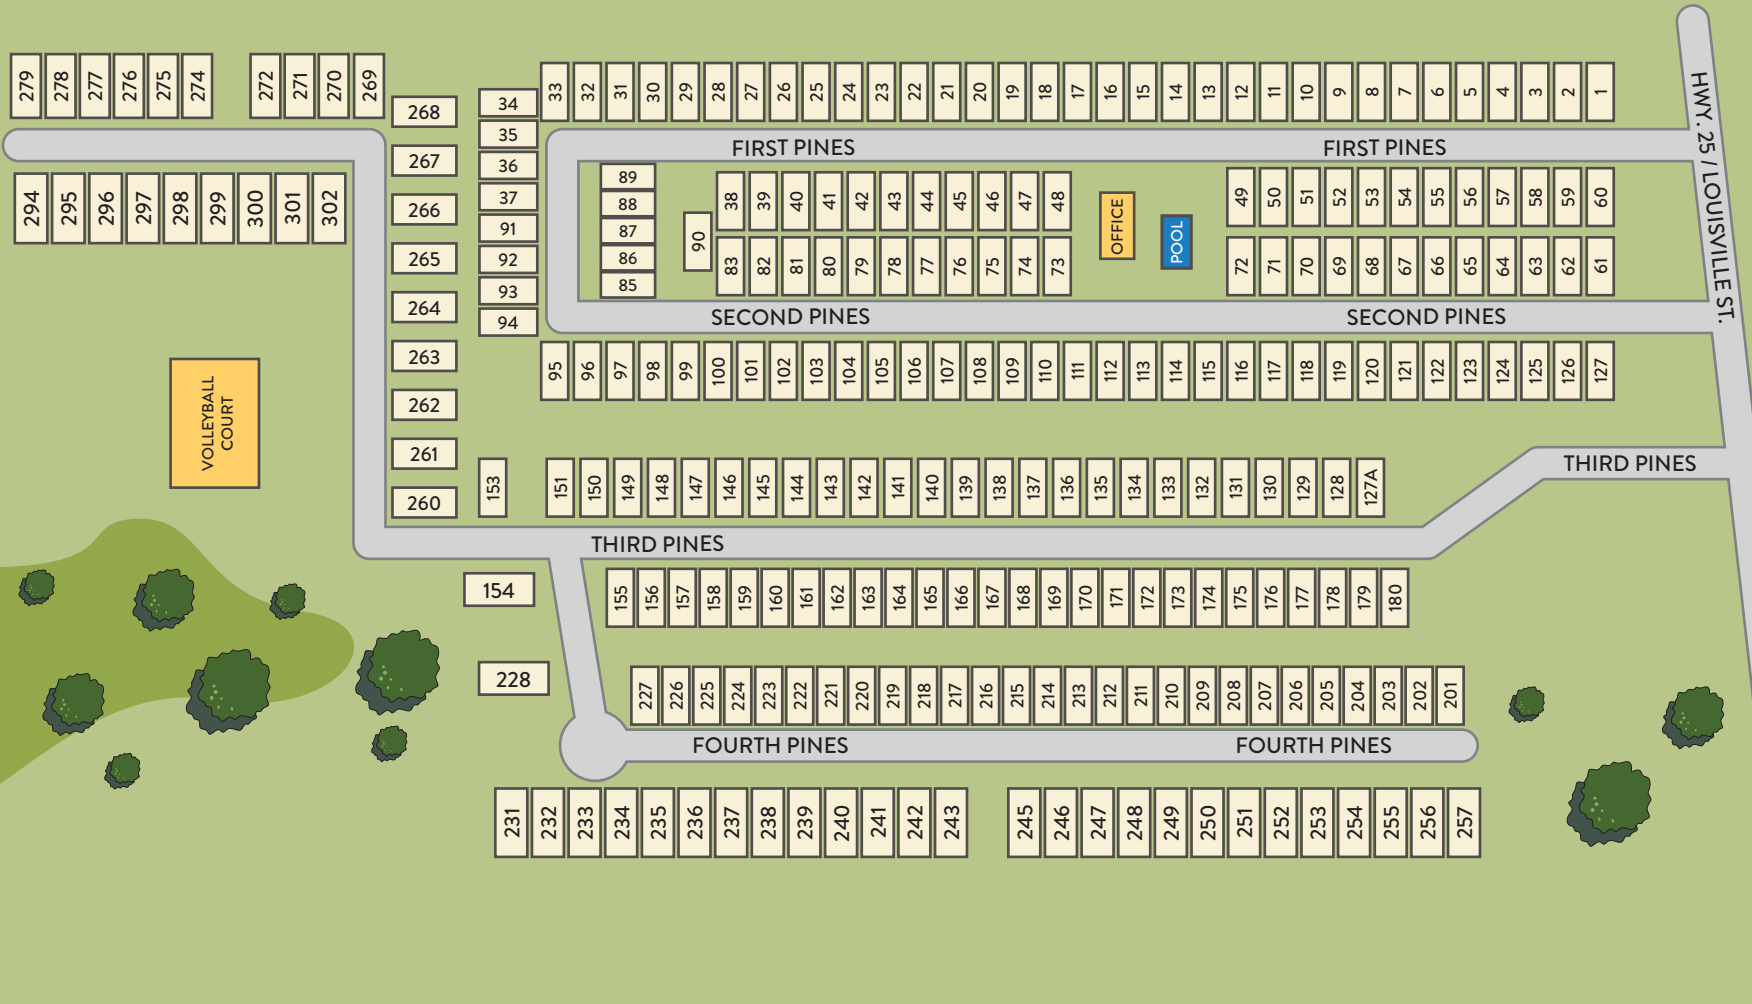 279 278 277 276 275 274
272 271 270 269
268
267
266
265
264
263
262
261
260
294 295 296 297 298 299 300 301 302
VOLLEYBALL
COURT
34
35
36
37
91
92
93
94
33 32 31 30 29 28 27 26 25 24 23 22 21 20 19 18 17 16 15 14 13 12 11 10 9 8 7 6 5 4 3 2 1
HWY. 25 / LOUISVILLE ST.
FIRST PINES
FIRST PINES
89
88
87
86
85
90
38 39 40 41 42 43 44 45 46 47 48
83 82 81 80 79 78 77 76 75 74 73
OFFICE
POOL
49 50 51 52 53 54 55 56 57 58 59 60
72 71 70 69 68 67 66 65 64 63 62 61
SECOND PINES
SECOND PINES
95 96 97 98 99 100 101 102 103 104 105 106 107 108 109 110 111 112 113 114 115 116 117 118 119 120 121 122 123 124 125 126 127
THIRD PINES
153
151 150 149 148 147 146 145 144 143 142 141 140 139 138 137 136 135 134 133 132 131 130 129 128 127A
THIRD PINES
154
155 156 157 158 159 160 161 162 163 164 165 166 167 168 169 170 171 172 173 174 175 176 177 178 179 180
228
227 226 225 224 223 222 221 220 219 218 217 216 215 214 213 212 211 210 209 208 207 206 205 204 203 202 201
FOURTH PINES
FOURTH PINES
231 232 233 234 235 236 237 238 239 240 241 242 243
245 246 247 248 249 250 251 252 253 254 255 256 257